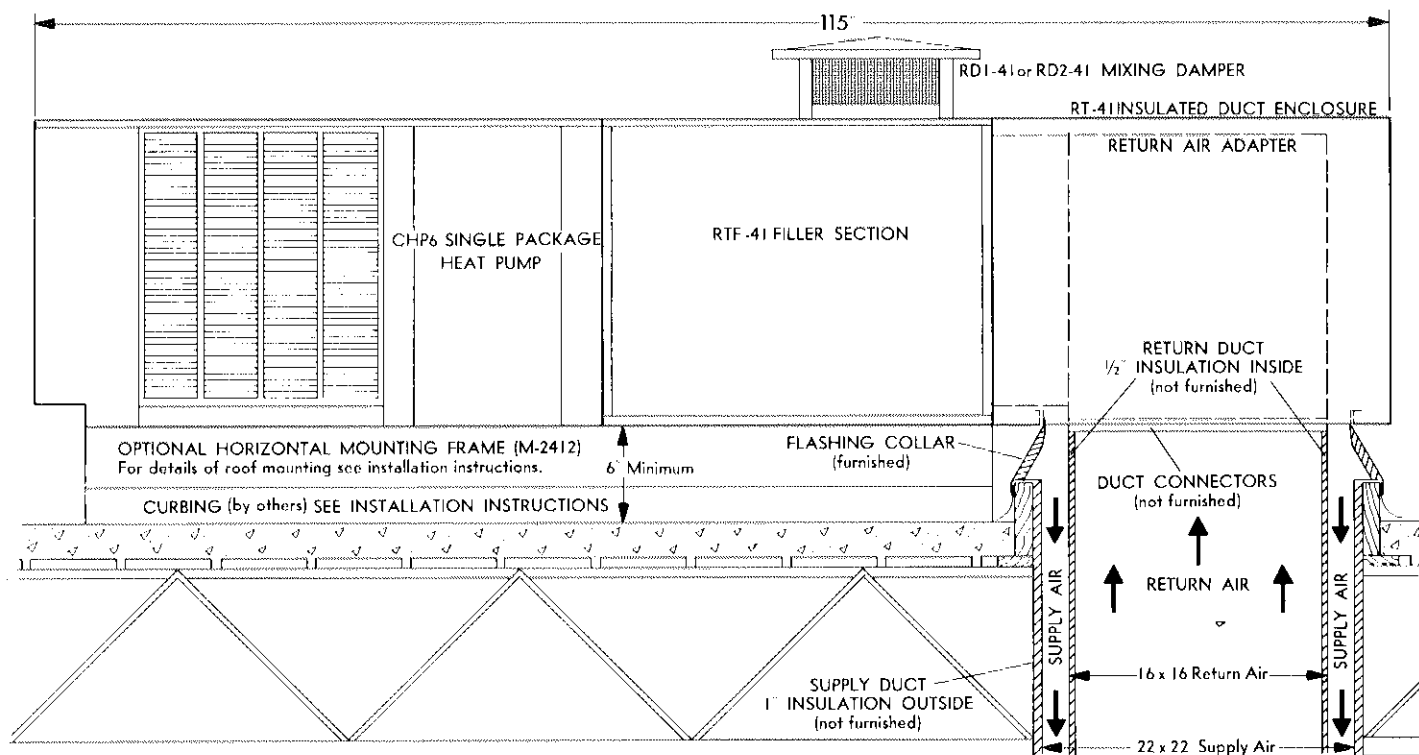 115"
RD1-41 or RD2-41 MIXING DAMPER
RT-41 INSULATED DUCT ENCLOSURE
RETURN AIR ADAPTER
CHP6 SINGLE PACKAGE
HEAT PUMP
RTF-41 FILLER SECTION
RETURN DUCT
1/2" INSULATION INSIDE
(not furnished)
OPTIONAL HORIZONTAL MOUNTING FRAME (M-2412)
For details of roof mounting see installation instructions.
6" Minimum
FLASHING COLLAR
(furnished)
DUCT CONNECTORS
(not furnished)
CURBING (by others) SEE INSTALLATION INSTRUCTIONS
SUPPLY AIR
RETURN AIR
SUPPLY AIR
16 x 16 Return Air
SUPPLY DUCT
1" INSULATION OUTSIDE
(not furnished)
22 x 22 Supply Air